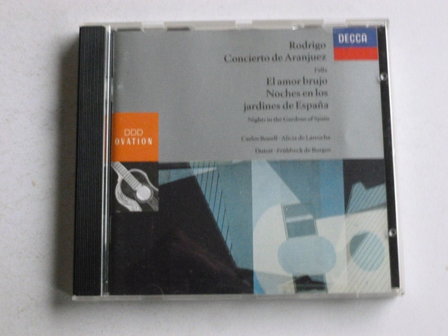 Rodrigo
Concierto de Aranjuez
Falla
El amor brujo
Noches en los
jardines de España
Nights in the Gardens of Spain
Carlos Bonell · Alicia de Larrocha
Dutoit · Frühbeck de Burgos
DECCA
DDD
OVATION